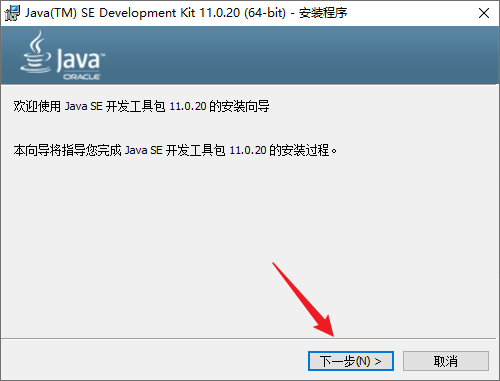 Java(TM) SE Development Kit 11.0.20 (64-bit) - 安装程序
Java™
ORACLE
欢迎使用 Java SE 开发工具包 11.0.20 的安装向导
本向导将指导您完成 Java SE 开发工具包 11.0.20 的安装过程。
下一步(N) >
取消